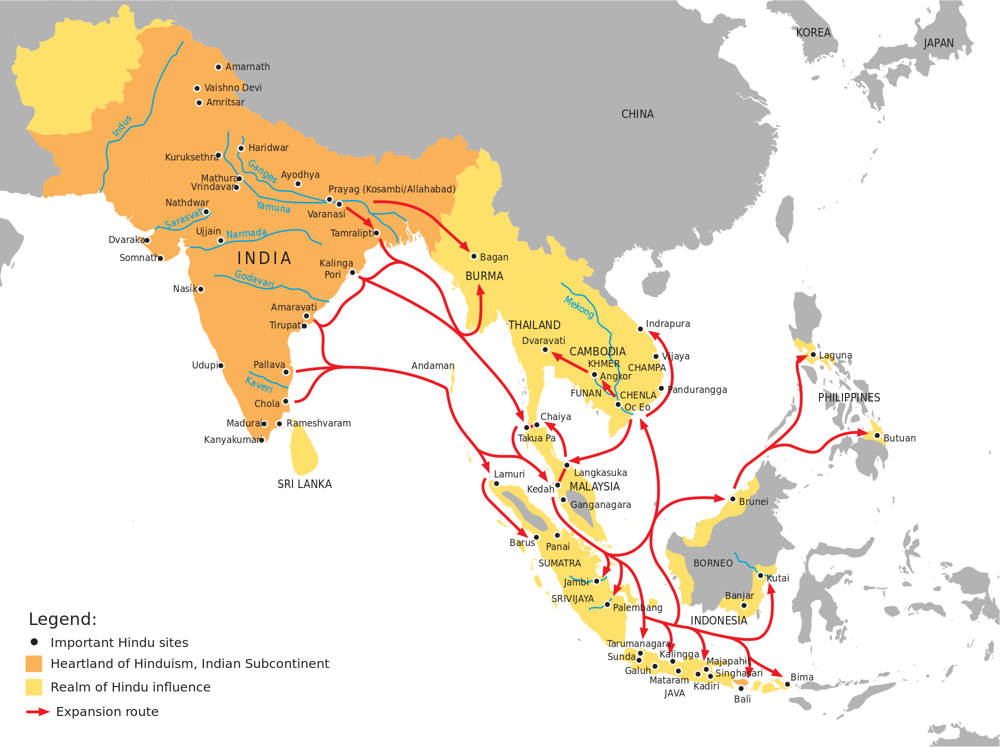 KOREA
JAPAN
Amarnath
Vaishno Devi
Amritsar
CHINA
Indus
Haridwar
Kuruksethra
Ganges
Ayodhya
Mathura
Vrindavan
Prayag (Kosambi/Allahabad)
Nathdwar
Yamuna
Varanasi
Sarasvati
Ujjain
Narmada
Tamralipti
Dvaraka
Somnath
INDIA
Kalinga
Pori
Bagan
BURMA
Godavari
Nasik
Mekong
Amaravati
Tirupati
THAILAND
Indrapura
Dvaravati
CAMBODIA
Vijaya
Laguna
KHMER
CHAMPA
Udupi
Pallava
Andaman
Angkor
Kaveri
FUNAN
CHENLA
Pandurangga
PHILIPPINES
Chola
Oc Eo
Chaiya
Madurai
Rameshvaram
Takua Pa
Butuan
Kanyakumari
Lamuri
Langkasuka
SRI LANKA
Kedah
MALAYSIA
Ganganagara
Brunei
Barus
Panai
SUMATRA
BORNEO
Jambi
Kutai
SRIVIJAYA
Banjar
Palembang
INDONESIA
Tarumanagara
Sunda
Kalingga
Galuh
Majapahit
Singhasari
Mataram
Kadiri
Bima
JAVA
Bali
Legend:
Important Hindu sites
Heartland of Hinduism, Indian Subcontinent
Realm of Hindu influence
Expansion route